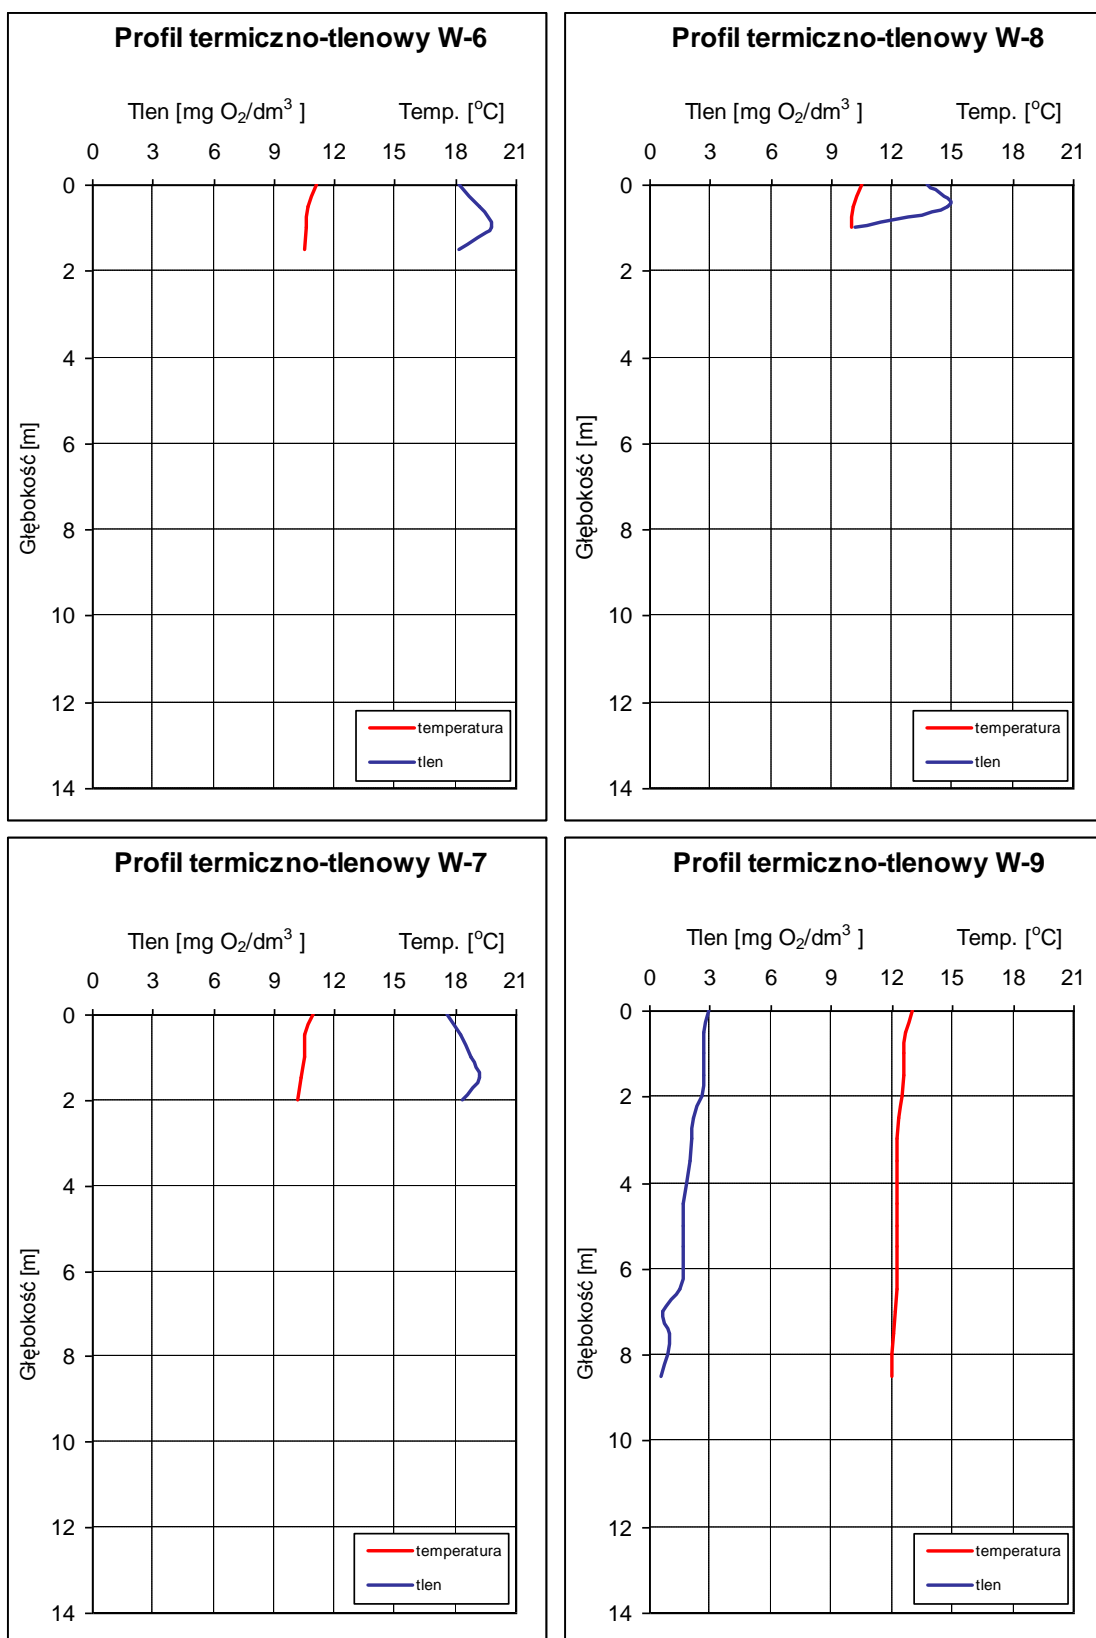 Profil termiczno-tlenowy W-6
Tlen [mg O₂/dm³ ] Temp. [°C]
0 3 6 9 12 15 18 21
0
2
4
6
8
10
12
14
Głębokość [m]
temperatura
tlen
Profil termiczno-tlenowy W-8
Tlen [mg O₂/dm³ ] Temp. [°C]
0 3 6 9 12 15 18 21
0
2
4
6
8
10
12
14
Głębokość [m]
temperatura
tlen
Profil termiczno-tlenowy W-7
Tlen [mg O₂/dm³ ] Temp. [°C]
0 3 6 9 12 15 18 21
0
2
4
6
8
10
12
14
Głębokość [m]
temperatura
tlen
Profil termiczno-tlenowy W-9
Tlen [mg O₂/dm³ ] Temp. [°C]
0 3 6 9 12 15 18 21
0
2
4
6
8
10
12
14
Głębokość [m]
temperatura
tlen